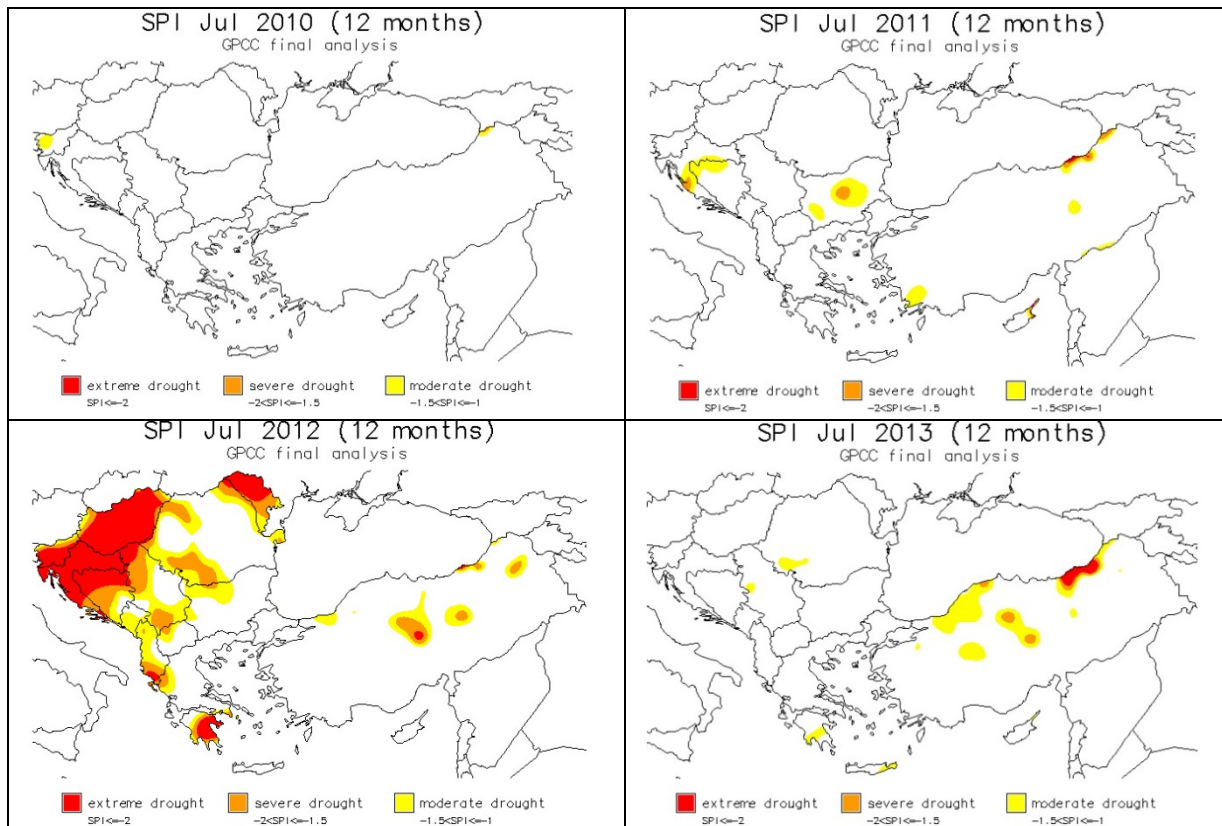 SPI Jul 2010 (12 months)
GPCC final analysis
extreme drought severe drought moderate drought
SPI<=-2 -2<SPI<=-1.5 -1.5<SPI<=-1
SPI Jul 2011 (12 months)
GPCC final analysis
extreme drought severe drought moderate drought
SPI<=-2 -2<SPI<=-1.5 -1.5<SPI<=-1
SPI Jul 2012 (12 months)
GPCC final analysis
extreme drought severe drought moderate drought
SPI<=-2 -2<SPI<=-1.5 -1.5<SPI<=-1
SPI Jul 2013 (12 months)
GPCC final analysis
extreme drought severe drought moderate drought
SPI<=-2 -2<SPI<=-1.5 -1.5<SPI<=-1